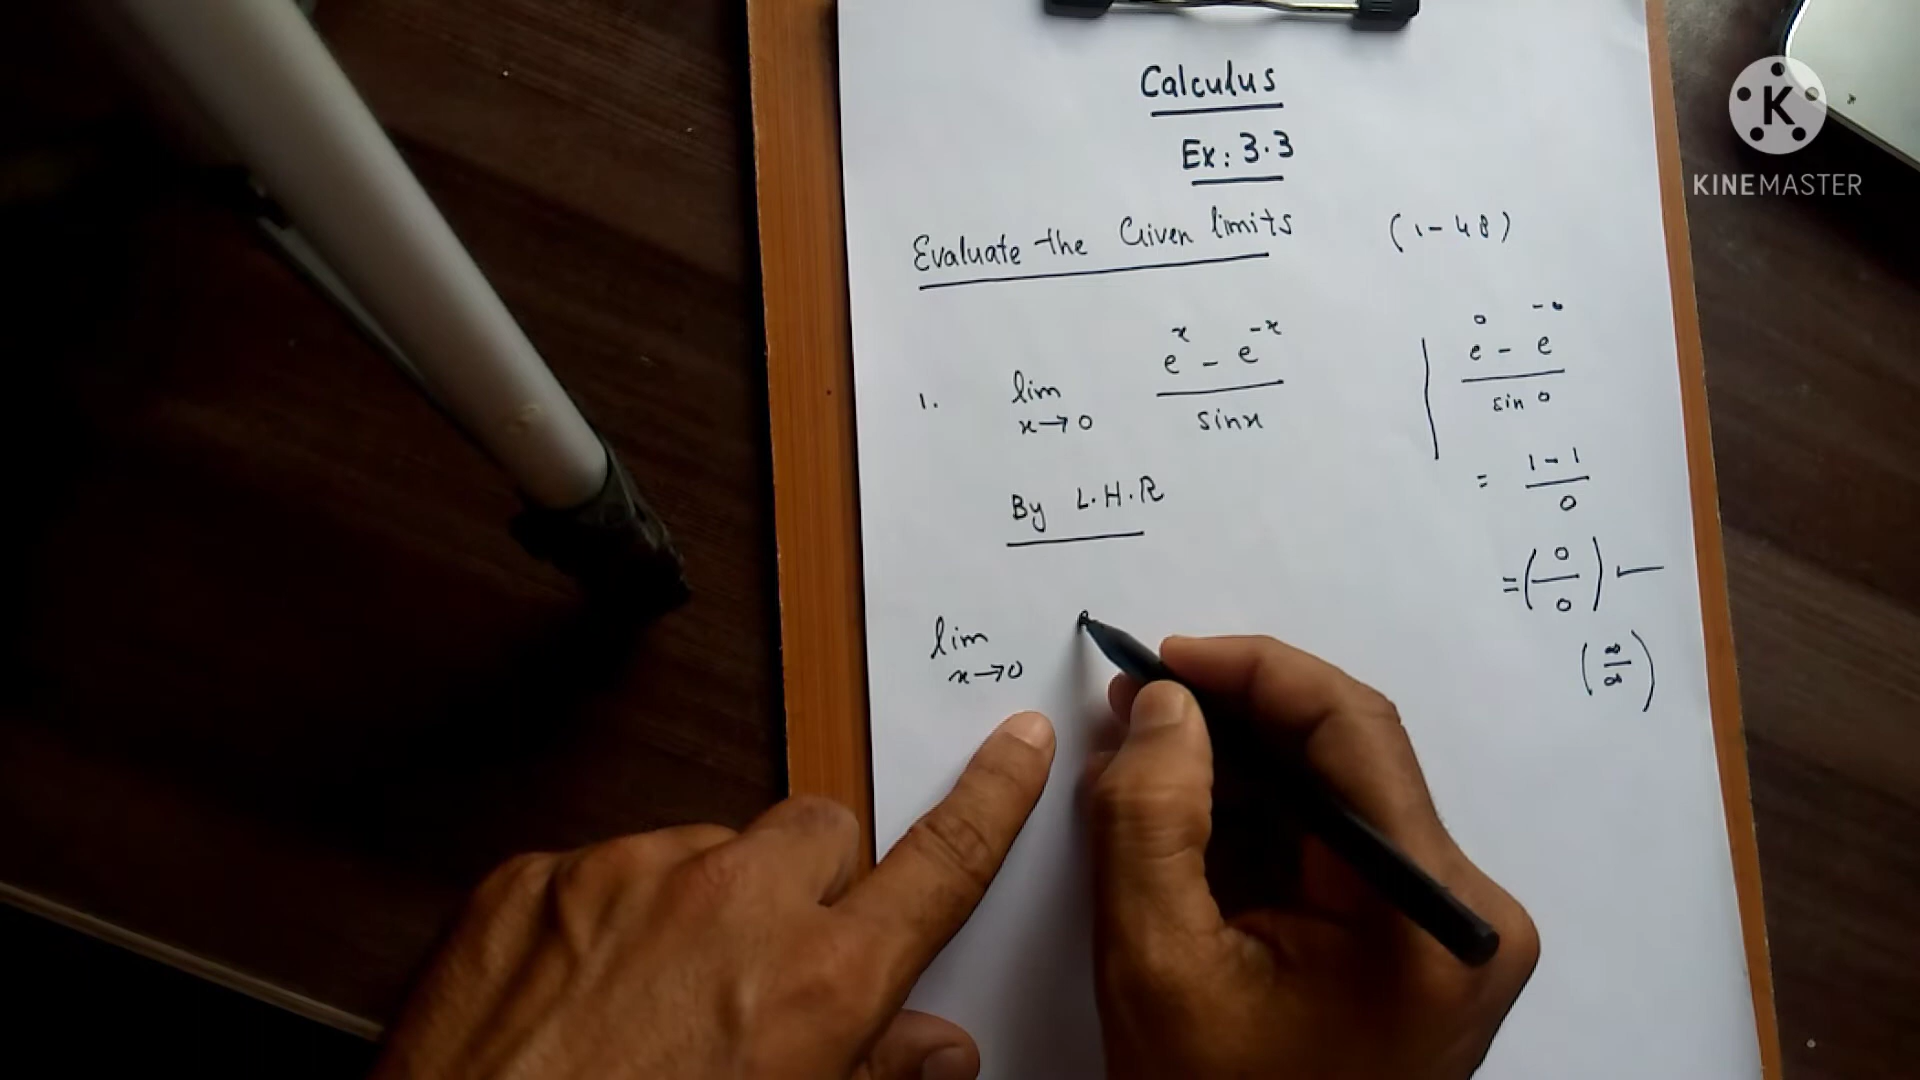 Calculus
Ex: 3.3
Evaluate the Given limits (1-48)
1. lim x→0 (e^x - e^-x)/sinx
By L.H.R
lim x→0 e
(e^0 - e^-0)/sin 0
= (1-1)/0
= (0/0) ✓
(∞/∞)
K
KINEMASTER